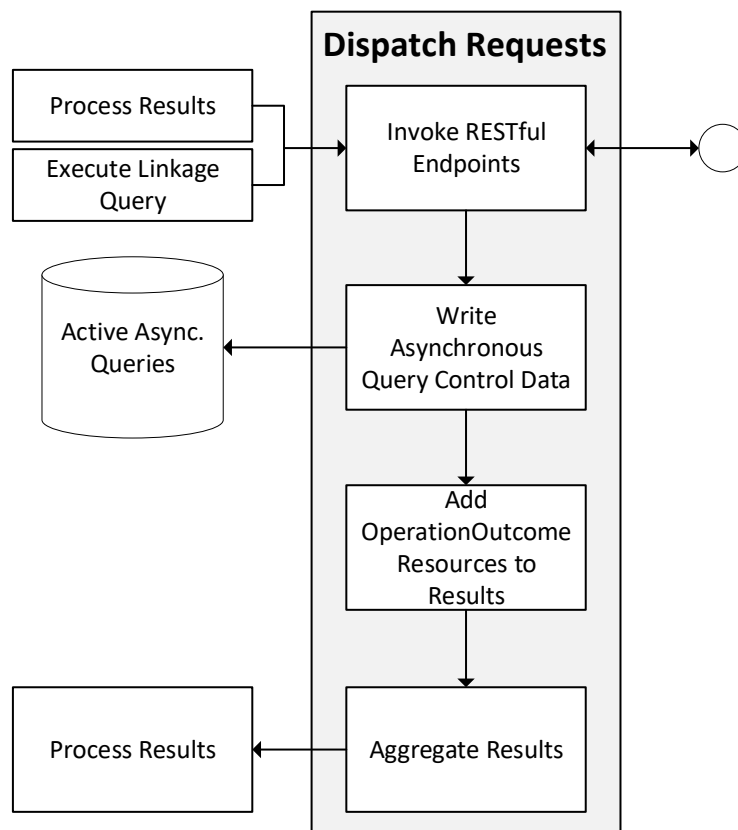 Dispatch Requests
Process Results
Invoke RESTful
Endpoints
Execute Linkage
Query
Active Async.
Queries
Write
Asynchronous
Query Control Data
Add
OperationOutcome
Resources to
Results
Process Results
Aggregate Results